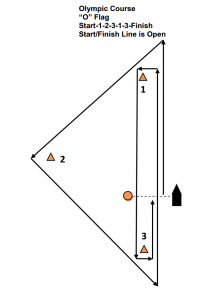 Olympic Course
“O” Flag
Start-1-2-3-1-3-Finish
Start/Finish Line is Open
1
2
3